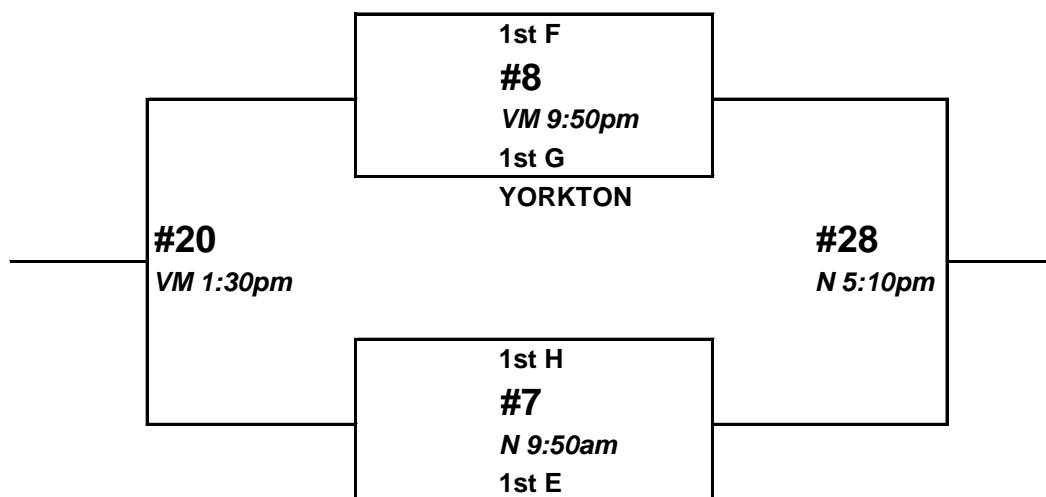 1st F
#8
VM 9:50pm
1st G
YORKTON
#20
VM 1:30pm
#28
N 5:10pm
1st H
#7
N 9:50am
1st E